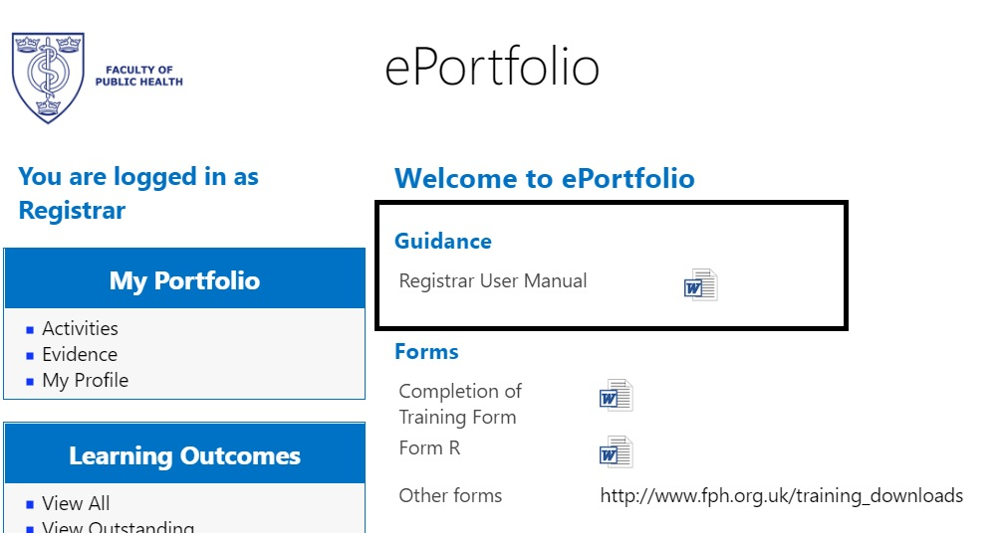 FACULTY OF
PUBLIC HEALTH
ePortfolio
You are logged in as
Registrar
My Portfolio
Activities
Evidence
My Profile
Learning Outcomes
View All
View Outstanding
Welcome to ePortfolio
Guidance
Registrar User Manual
Forms
Completion of
Training Form
Form R
Other forms http://www.fph.org.uk/training_downloads